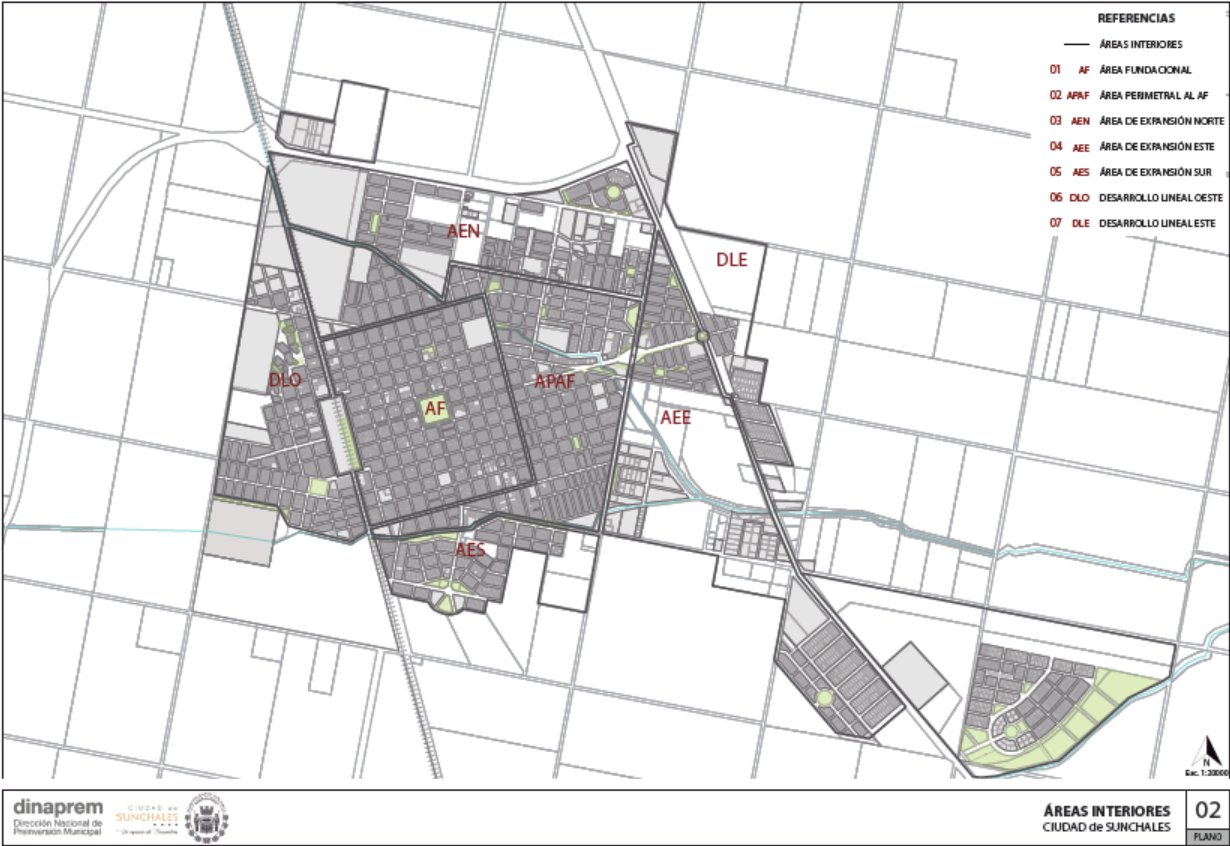 REFERENCIAS
ÁREAS INTERIORES
01 AF ÁREA FUNDACIONAL
02 APAF ÁREA PERIMETRAL AL AF
03 AEN ÁREA DE EXPANSIÓN NORTE
04 AEE ÁREA DE EXPANSIÓN ESTE
05 AES ÁREA DE EXPANSIÓN SUR
06 DLO DESARROLLO LINEAL OESTE
07 DLE DESARROLLO LINEAL ESTE
AEN
DLE
DLO
APAF
AF
AEE
AES
N
Esc. 1:20000
dinaprem
Dirección Nacional de
Preinversión Municipal
CIUDAD de
SUNCHALES
ÁREAS INTERIORES
CIUDAD de SUNCHALES
02
PLANO